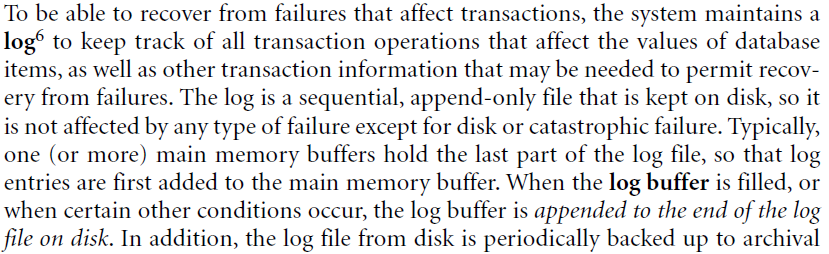 To be able to recover from failures that affect transactions, the system maintains a
log⁶ to keep track of all transaction operations that affect the values of database
items, as well as other transaction information that may be needed to permit recov-
ery from failures. The log is a sequential, append-only file that is kept on disk, so it
is not affected by any type of failure except for disk or catastrophic failure. Typically,
one (or more) main memory buffers hold the last part of the log file, so that log
entries are first added to the main memory buffer. When the log buffer is filled, or
when certain other conditions occur, the log buffer is appended to the end of the log
file on disk. In addition, the log file from disk is periodically backed up to archival